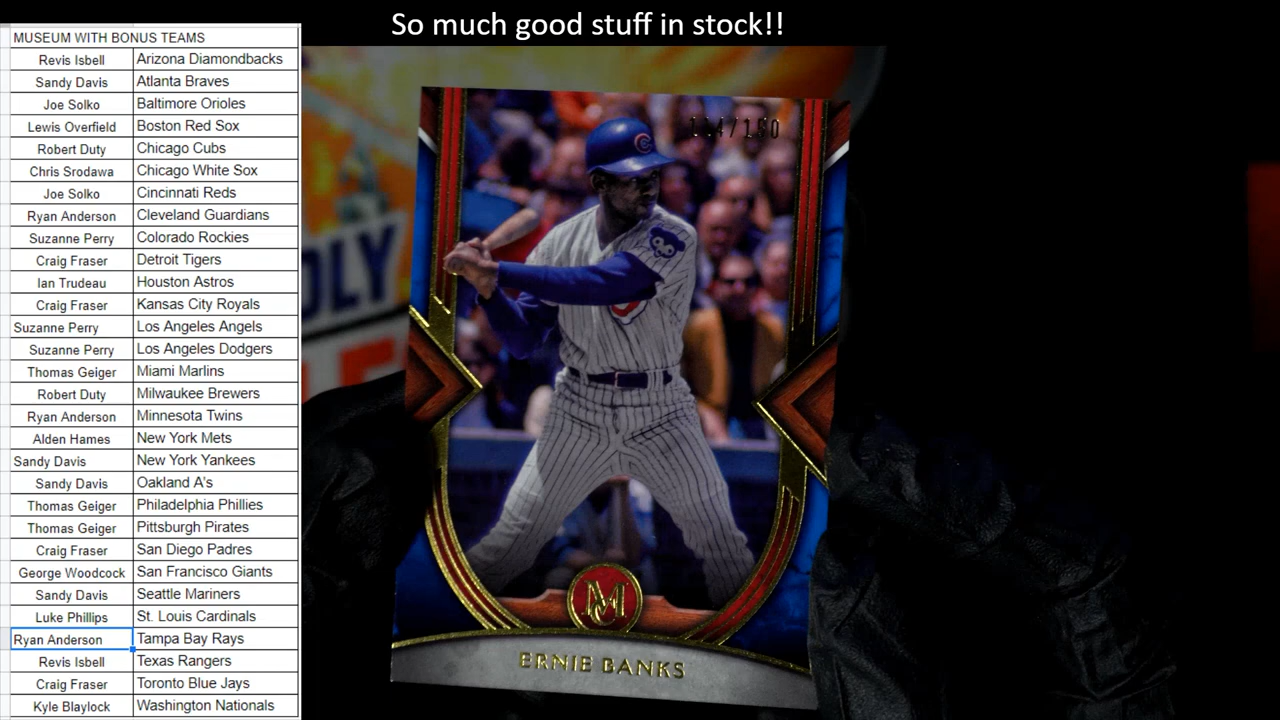 So much good stuff in stock!!
MUSEUM WITH BONUS TEAMS
Revis Isbell Arizona Diamondbacks
Sandy Davis Atlanta Braves
Joe Solko Baltimore Orioles
Lewis Overfield Boston Red Sox
Robert Duty Chicago Cubs
Chris Srodawa Chicago White Sox
Joe Solko Cincinnati Reds
Ryan Anderson Cleveland Guardians
Suzanne Perry Colorado Rockies
Craig Fraser Detroit Tigers
Ian Trudeau Houston Astros
Craig Fraser Kansas City Royals
Suzanne Perry Los Angeles Angels
Suzanne Perry Los Angeles Dodgers
Thomas Geiger Miami Marlins
Robert Duty Milwaukee Brewers
Ryan Anderson Minnesota Twins
Alden Hames New York Mets
Sandy Davis New York Yankees
Sandy Davis Oakland A's
Thomas Geiger Philadelphia Phillies
Thomas Geiger Pittsburgh Pirates
Craig Fraser San Diego Padres
George Woodcock San Francisco Giants
Sandy Davis Seattle Mariners
Luke Phillips St. Louis Cardinals
Ryan Anderson Tampa Bay Rays
Revis Isbell Texas Rangers
Craig Fraser Toronto Blue Jays
Kyle Blaylock Washington Nationals
C
MC
ERNIE BANKS